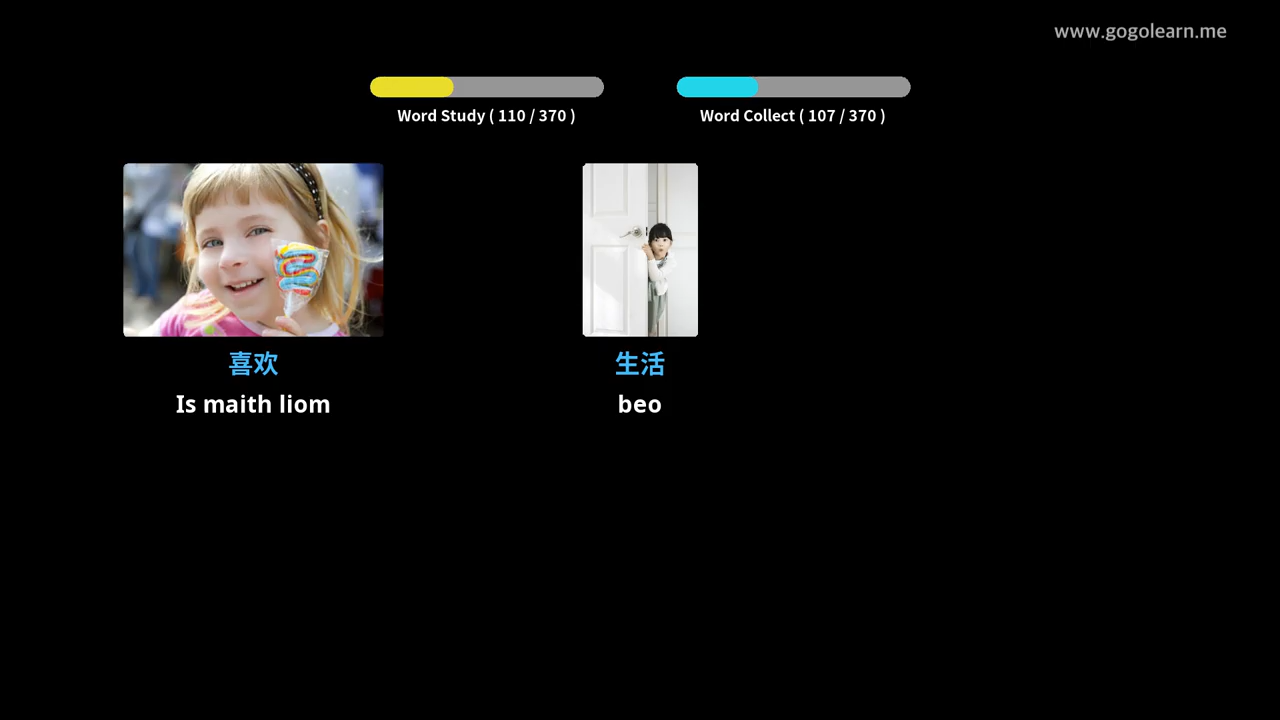 www.gogolearn.me
Word Study ( 110 / 370 )
Word Collect ( 107 / 370 )
喜欢
生活
Is maith liom
beo